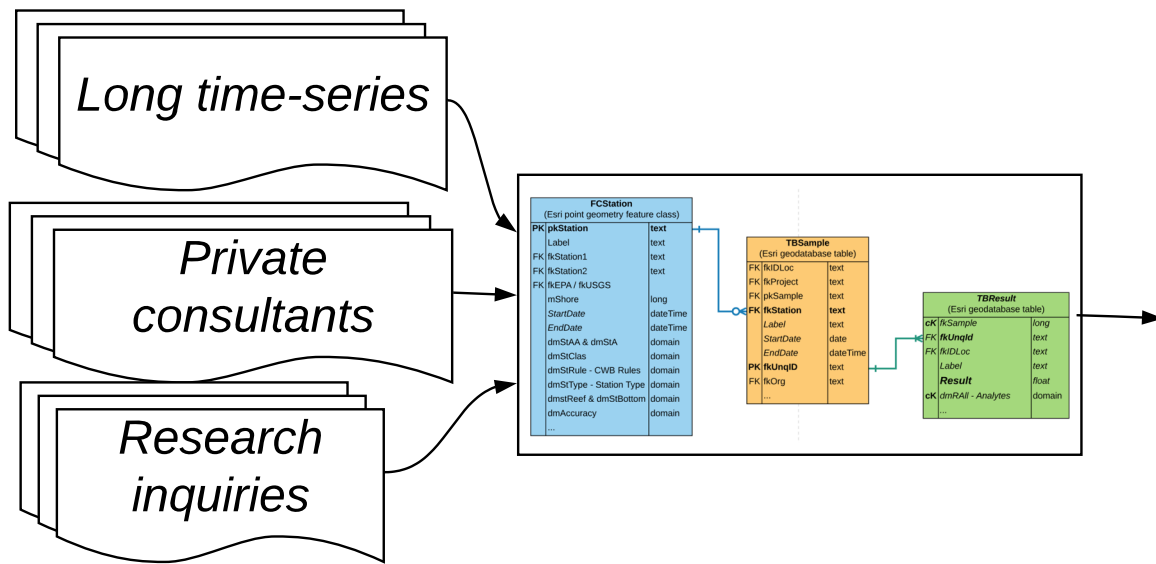 Long time-series
Private
consultants
Research
inquiries
FCStation
(Esri point geometry feature class)
PK pkStation text
Label text
FK fkStation1 text
FK fkStation2 text
FK fkEPA / fkUSGS
mShore long
StartDate dateTime
EndDate dateTime
dmStAA & dmStA domain
dmStClas domain
dmStRule - CWB Rules domain
dmStType - Station Type domain
dmstReef & dmStBottom domain
dmAccuracy domain
...
TBSample
(Esri geodatabase table)
FK fkIDLoc text
FK fkProject text
FK pkSample text
FK fkStation text
Label text
StartDate date
EndDate dateTime
PK fkUnqID text
FK fkOrg text
...
TBResult
(Esri geodatabase table)
cK fkSample long
FK fkUnqId text
FK fkIDLoc text
Label text
Result float
cK dmRAll - Analytes domain
...